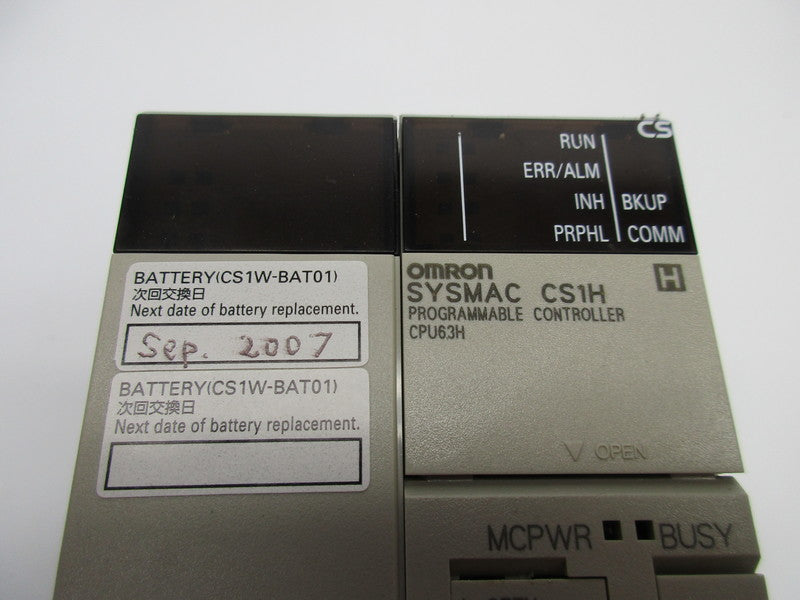 BATTERY(CS1W-BAT01)
次回交換日
Next date of battery replacement.
Sep. 2007
BATTERY(CS1W-BAT01)
次回交換日
Next date of battery replacement.
CS
RUN
ERR/ALM
INH BKUP
PRPHL COMM
OMRON
H
SYSMAC CS1H
PROGRAMMABLE CONTROLLER
CPU63H
OPEN
MCPWR BUSY